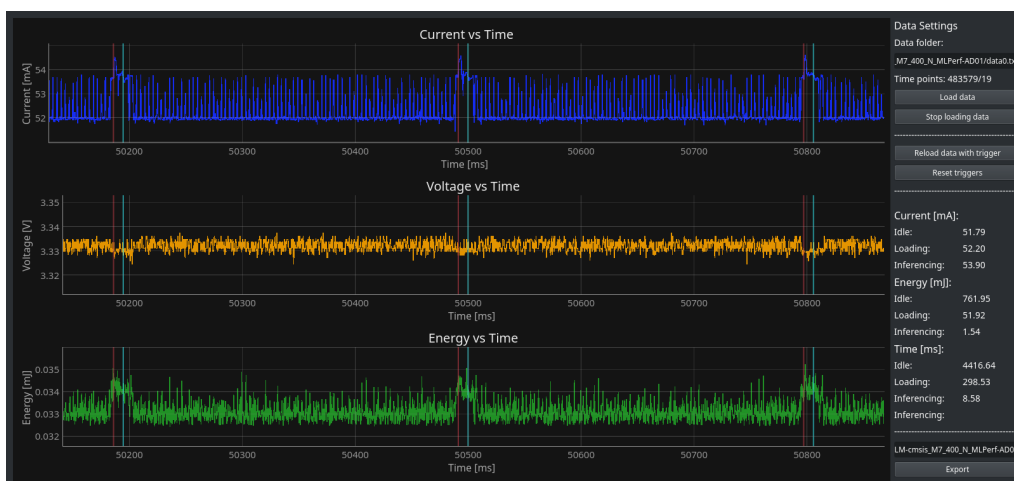 Current vs Time
Current [mA]
54
53
52
50200 50300 50400 50500 50600 50700 50800
Time [ms]
Voltage vs Time
Voltage [V]
3.35
3.34
3.33
3.32
50200 50300 50400 50500 50600 50700 50800
Time [ms]
Energy vs Time
Energy [mJ]
0.035
0.034
0.033
0.032
50200 50300 50400 50500 50600 50700 50800
Time [ms]
Data Settings
Data folder:
_M7_400_N_MLPerf-AD01/data0.tx
Time points: 483579/19
Load data
Stop loading data
Reload data with trigger
Reset triggers
Current [mA]:
Idle: 51.79
Loading: 52.20
Inferencing: 53.90
Energy [mJ]:
Idle: 761.95
Loading: 51.92
Inferencing: 1.54
Time [ms]:
Idle: 4416.64
Loading: 298.53
Inferencing: 8.58
Inferencing:
LM-cmsis_M7_400_N_MLPerf-AD0
Export